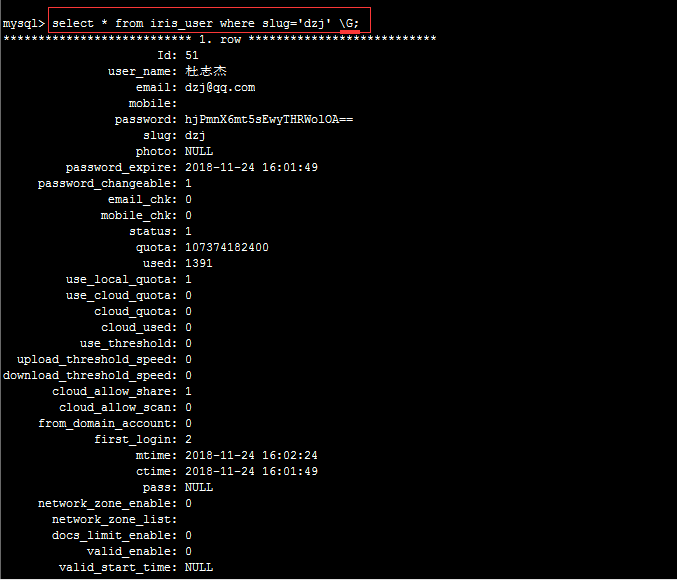 mysql> select * from iris_user where slug='dzj' \G;
*************************** 1. row ***************************
Id: 51
user_name: 杜志杰
email: dzj@qq.com
mobile:
password: hjPmnX6mt5sEwyTHRWolOA==
slug: dzj
photo: NULL
password_expire: 2018-11-24 16:01:49
password_changeable: 1
email_chk: 0
mobile_chk: 0
status: 1
quota: 107374182400
used: 1391
use_local_quota: 1
use_cloud_quota: 0
cloud_quota: 0
cloud_used: 0
use_threshold: 0
upload_threshold_speed: 0
download_threshold_speed: 0
cloud_allow_share: 1
cloud_allow_scan: 0
from_domain_account: 0
first_login: 2
mtime: 2018-11-24 16:02:24
ctime: 2018-11-24 16:01:49
pass: NULL
network_zone_enable: 0
network_zone_list:
docs_limit_enable: 0
valid_enable: 0
valid_start_time: NULL